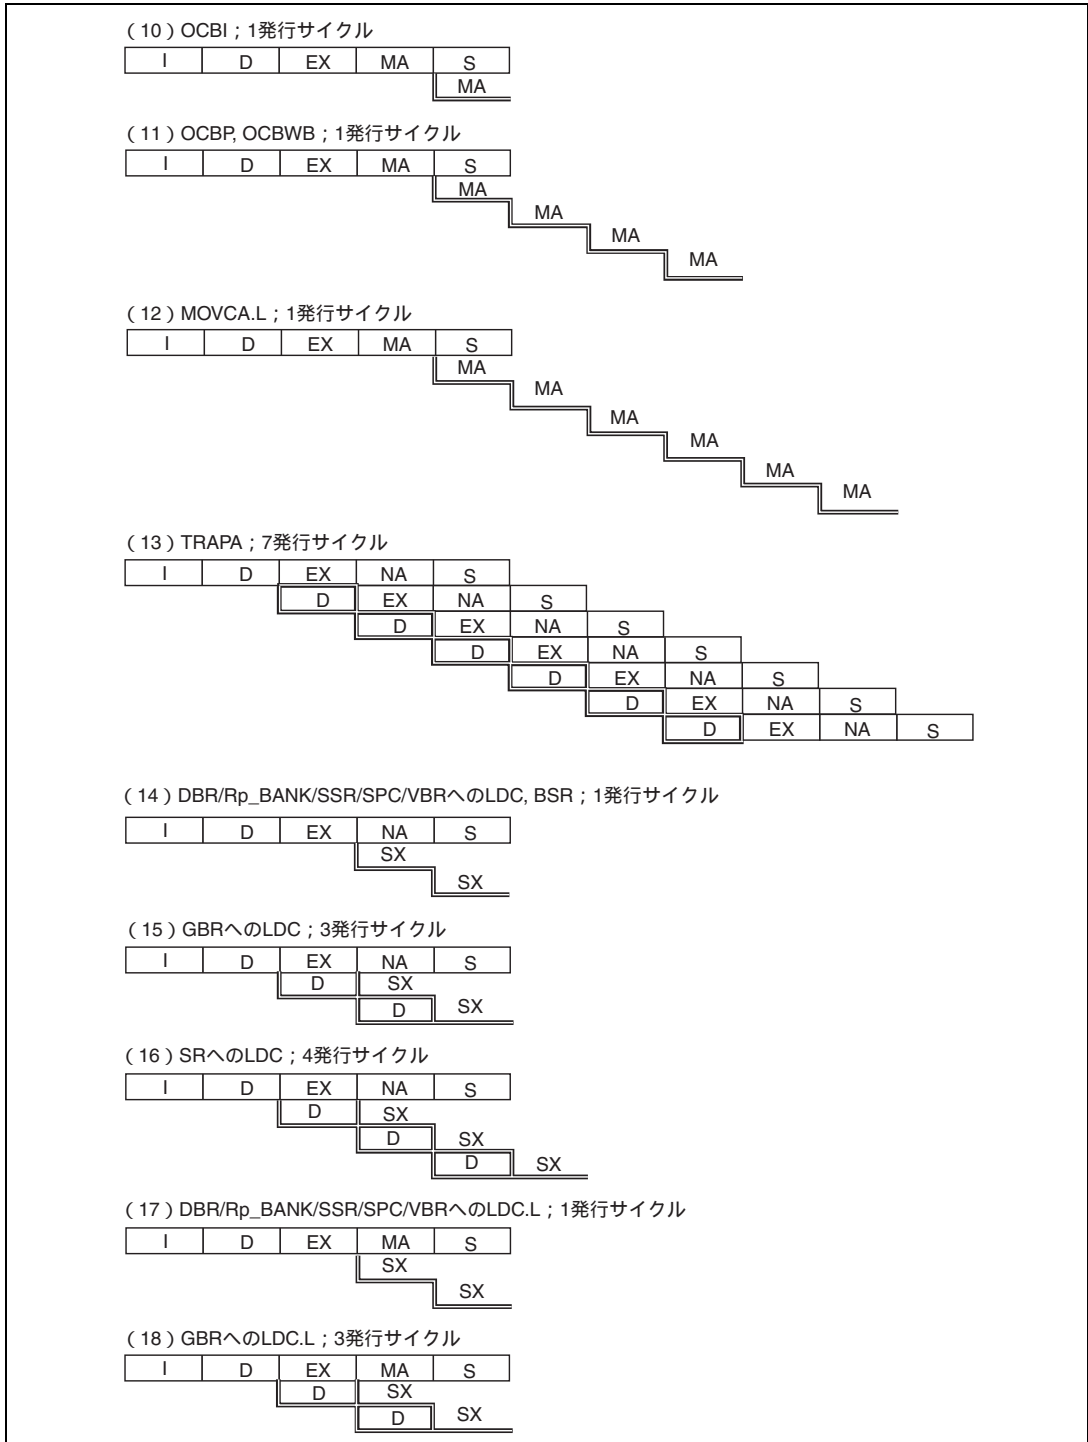 （10）OCBI；1発行サイクル
I D EX MA S
MA
（11）OCBP, OCBWB；1発行サイクル
I D EX MA S
MA
MA
MA
MA
（12）MOVCA.L；1発行サイクル
I D EX MA S
MA
MA
MA
MA
MA
MA
（13）TRAPA；7発行サイクル
I D EX NA S
D EX NA S
D EX NA S
D EX NA S
D EX NA S
D EX NA S
D EX NA S
（14）DBR/Rp_BANK/SSR/SPC/VBRへのLDC, BSR；1発行サイクル
I D EX NA S
SX
SX
（15）GBRへのLDC；3発行サイクル
I D EX NA S
D SX
D SX
（16）SRへのLDC；4発行サイクル
I D EX NA S
D SX
D SX
D SX
（17）DBR/Rp_BANK/SSR/SPC/VBRへのLDC.L；1発行サイクル
I D EX MA S
SX
SX
（18）GBRへのLDC.L；3発行サイクル
I D EX MA S
D SX
D SX